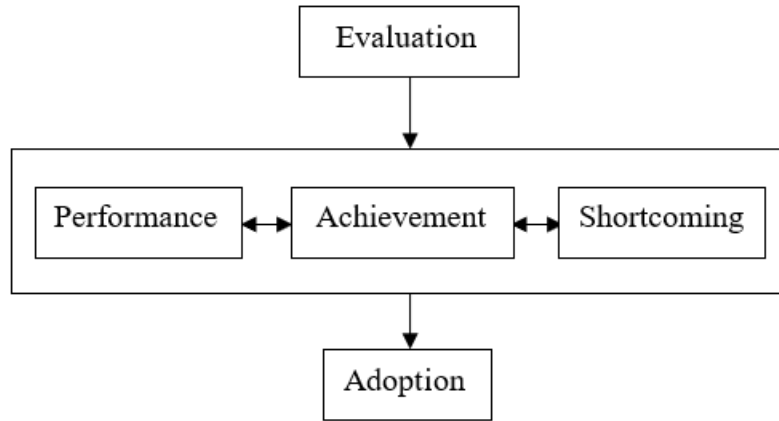 Evaluation
Performance
Achievement
Shortcoming
Adoption